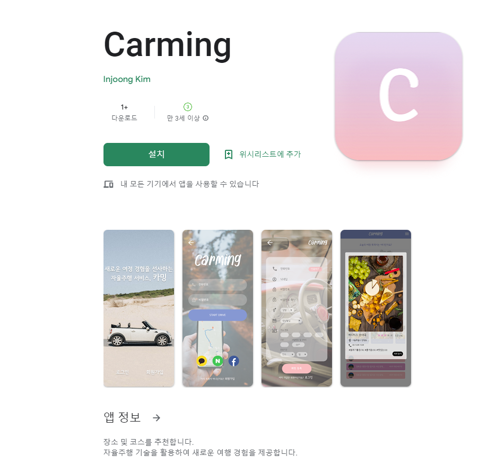 Carming
Injoong Kim
1+
다운로드
만 3세 이상
설치
위시리스트에 추가
내 모든 기기에서 앱을 사용할 수 있습니다
C
새로운 여행 경험을 선사하는
자율주행 서비스, 카밍
Carming
Carming
앱 정보
장소 및 코스를 추천합니다.
자율주행 기술을 활용하여 새로운 여행 경험을 제공합니다.